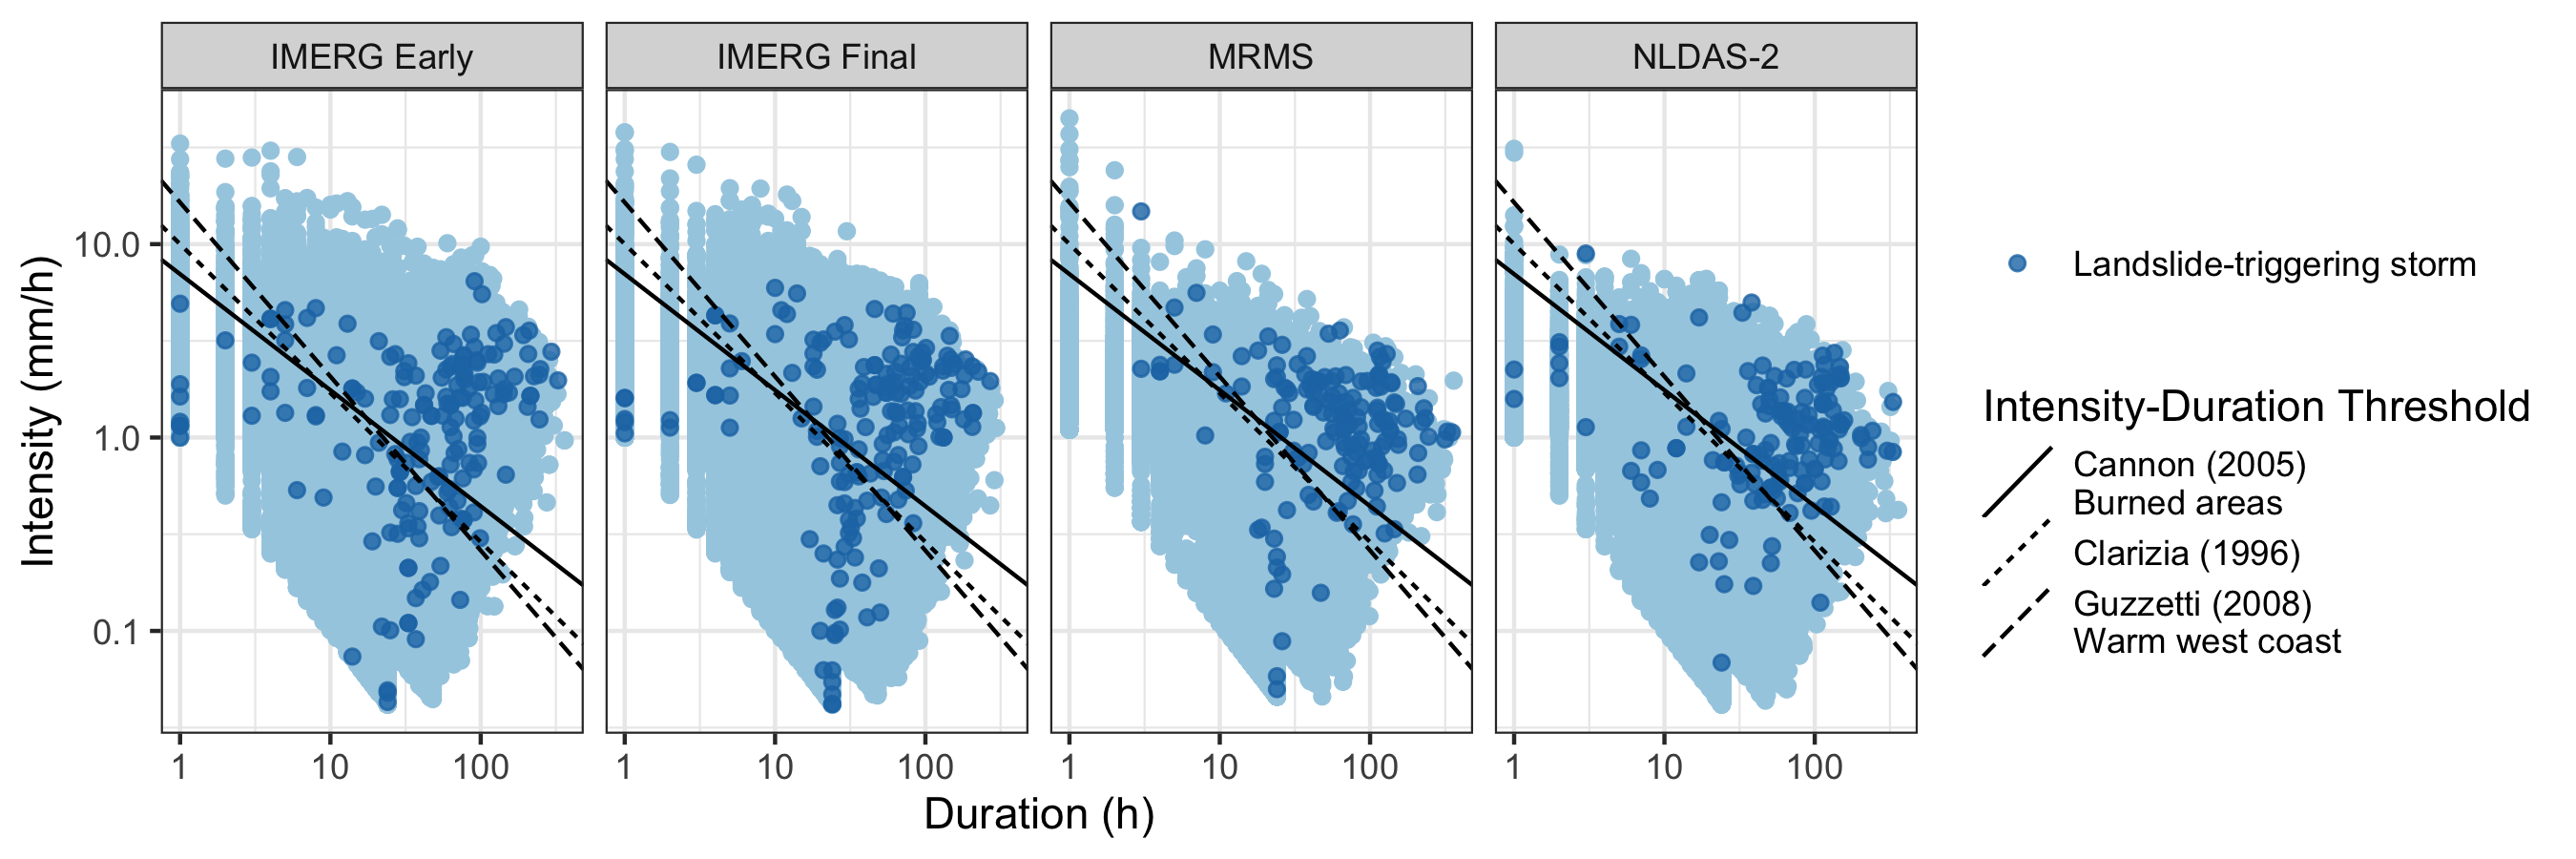 IMERG Early
IMERG Final
MRMS
NLDAS-2
Intensity (mm/h)
10.0
1.0
0.1
1 10 100
1 10 100
1 10 100
1 10 100
Duration (h)
Landslide-triggering storm
Intensity-Duration Threshold
Cannon (2005)
Burned areas
Clarizia (1996)
Guzzetti (2008)
Warm west coast